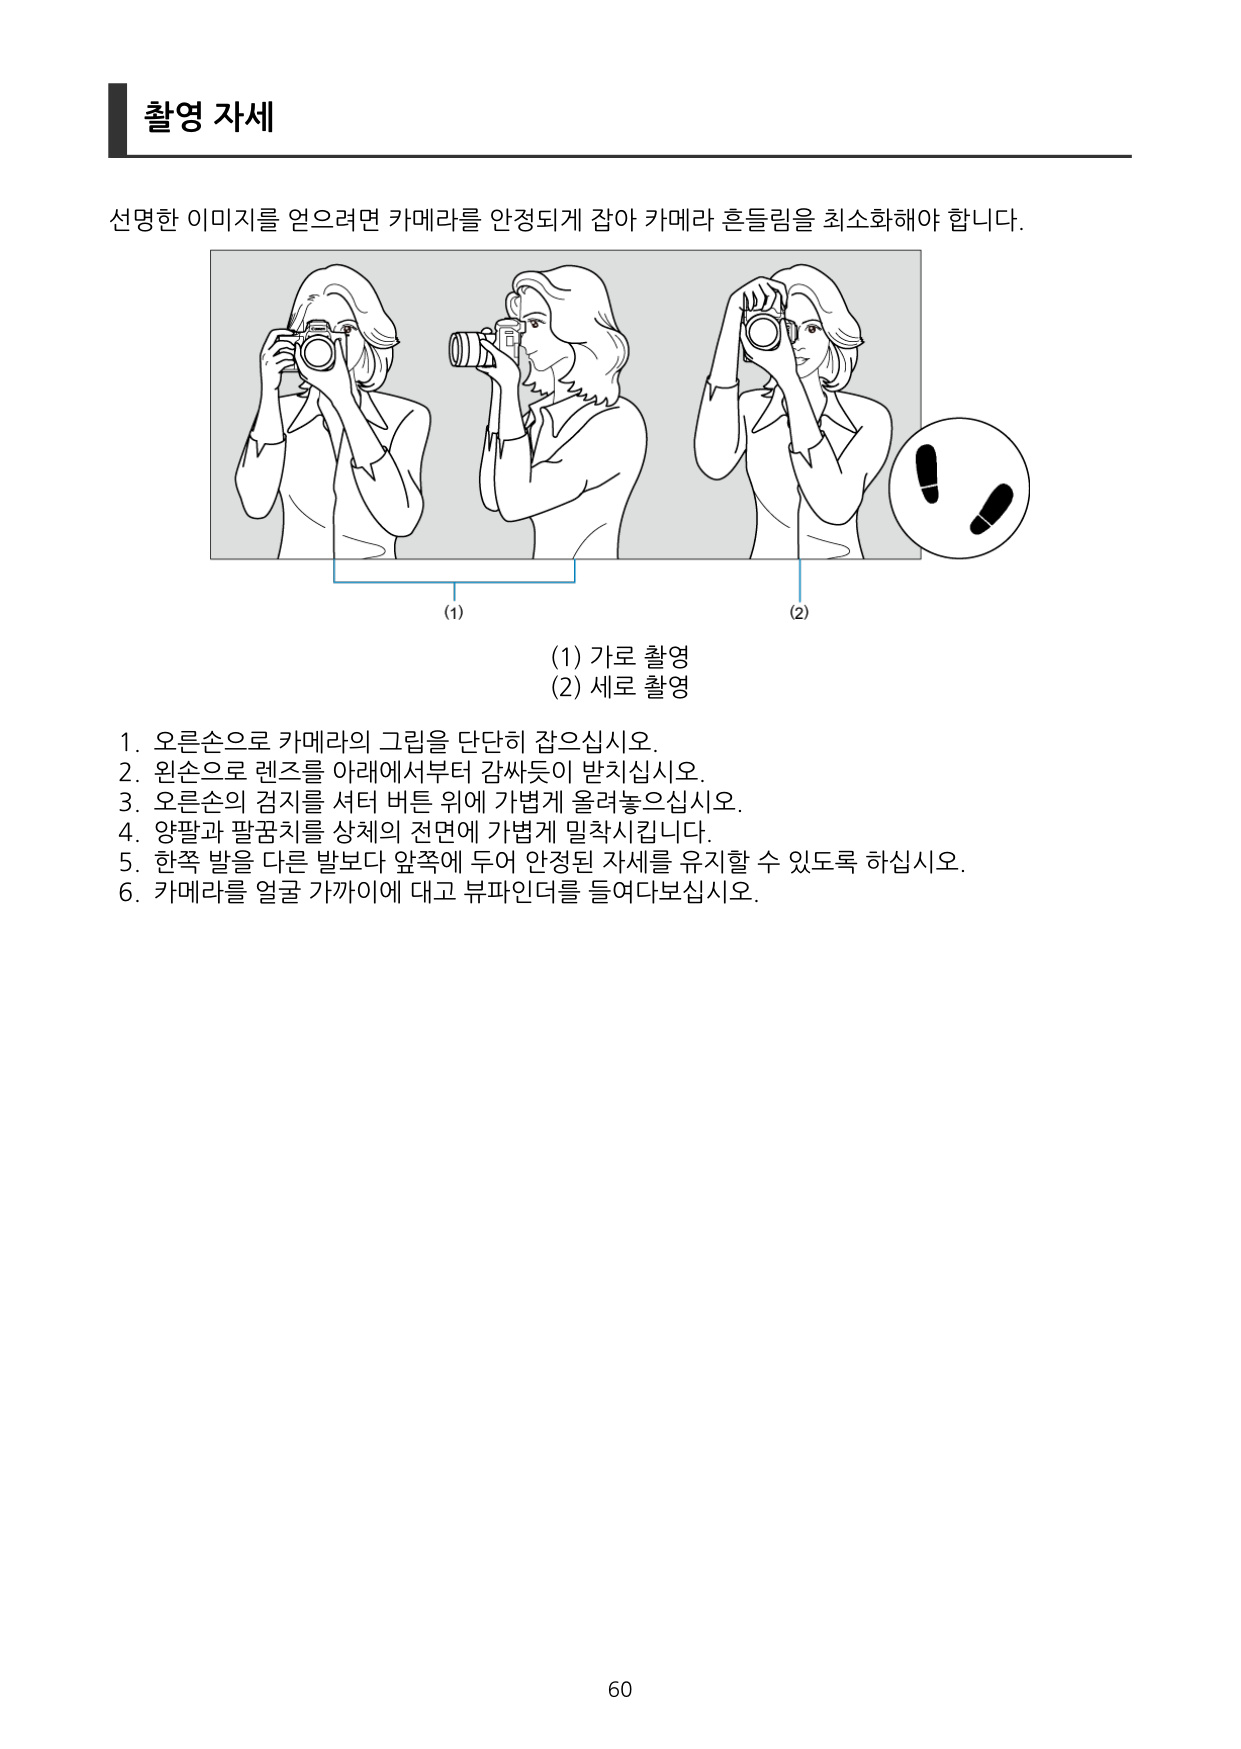 촬영 자세
선명한 이미지를 얻으려면 카메라를 안정되게 잡아 카메라 흔들림을 최소화해야 합니다.
(1)
(2)
(1) 가로 촬영
(2) 세로 촬영
1. 오른손으로 카메라의 그립을 단단히 잡으십시오.
2. 왼손으로 렌즈를 아래에서부터 감싸듯이 받치십시오.
3. 오른손의 검지를 셔터 버튼 위에 가볍게 올려놓으십시오.
4. 양팔과 팔꿈치를 상체의 전면에 가볍게 밀착시킵니다.
5. 한쪽 발을 다른 발보다 앞쪽에 두어 안정된 자세를 유지할 수 있도록 하십시오.
6. 카메라를 얼굴 가까이에 대고 뷰파인더를 들여다보십시오.
60